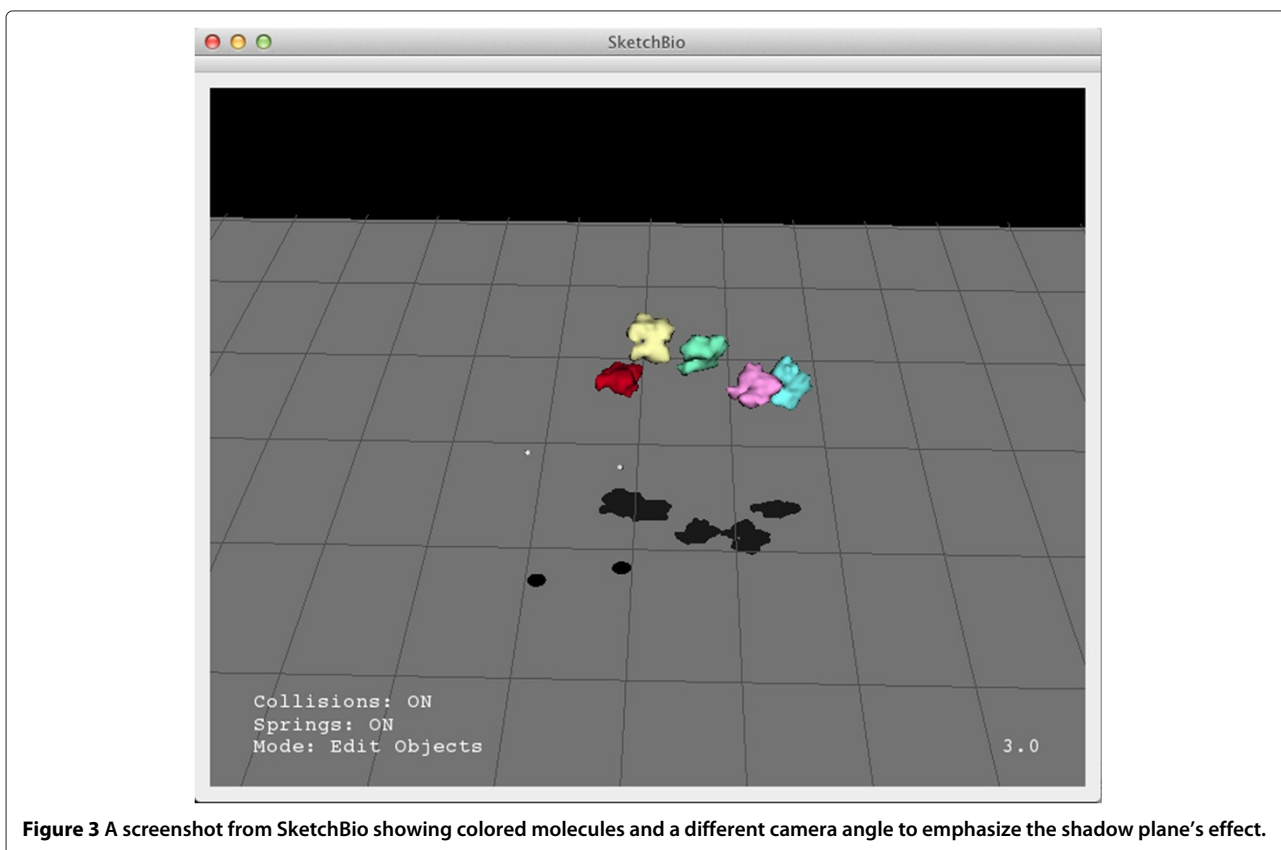 SketchBio
Collisions: ON
Springs: ON
Mode: Edit Objects
3.0
Figure 3 A screenshot from SketchBio showing colored molecules and a different camera angle to emphasize the shadow plane’s effect.